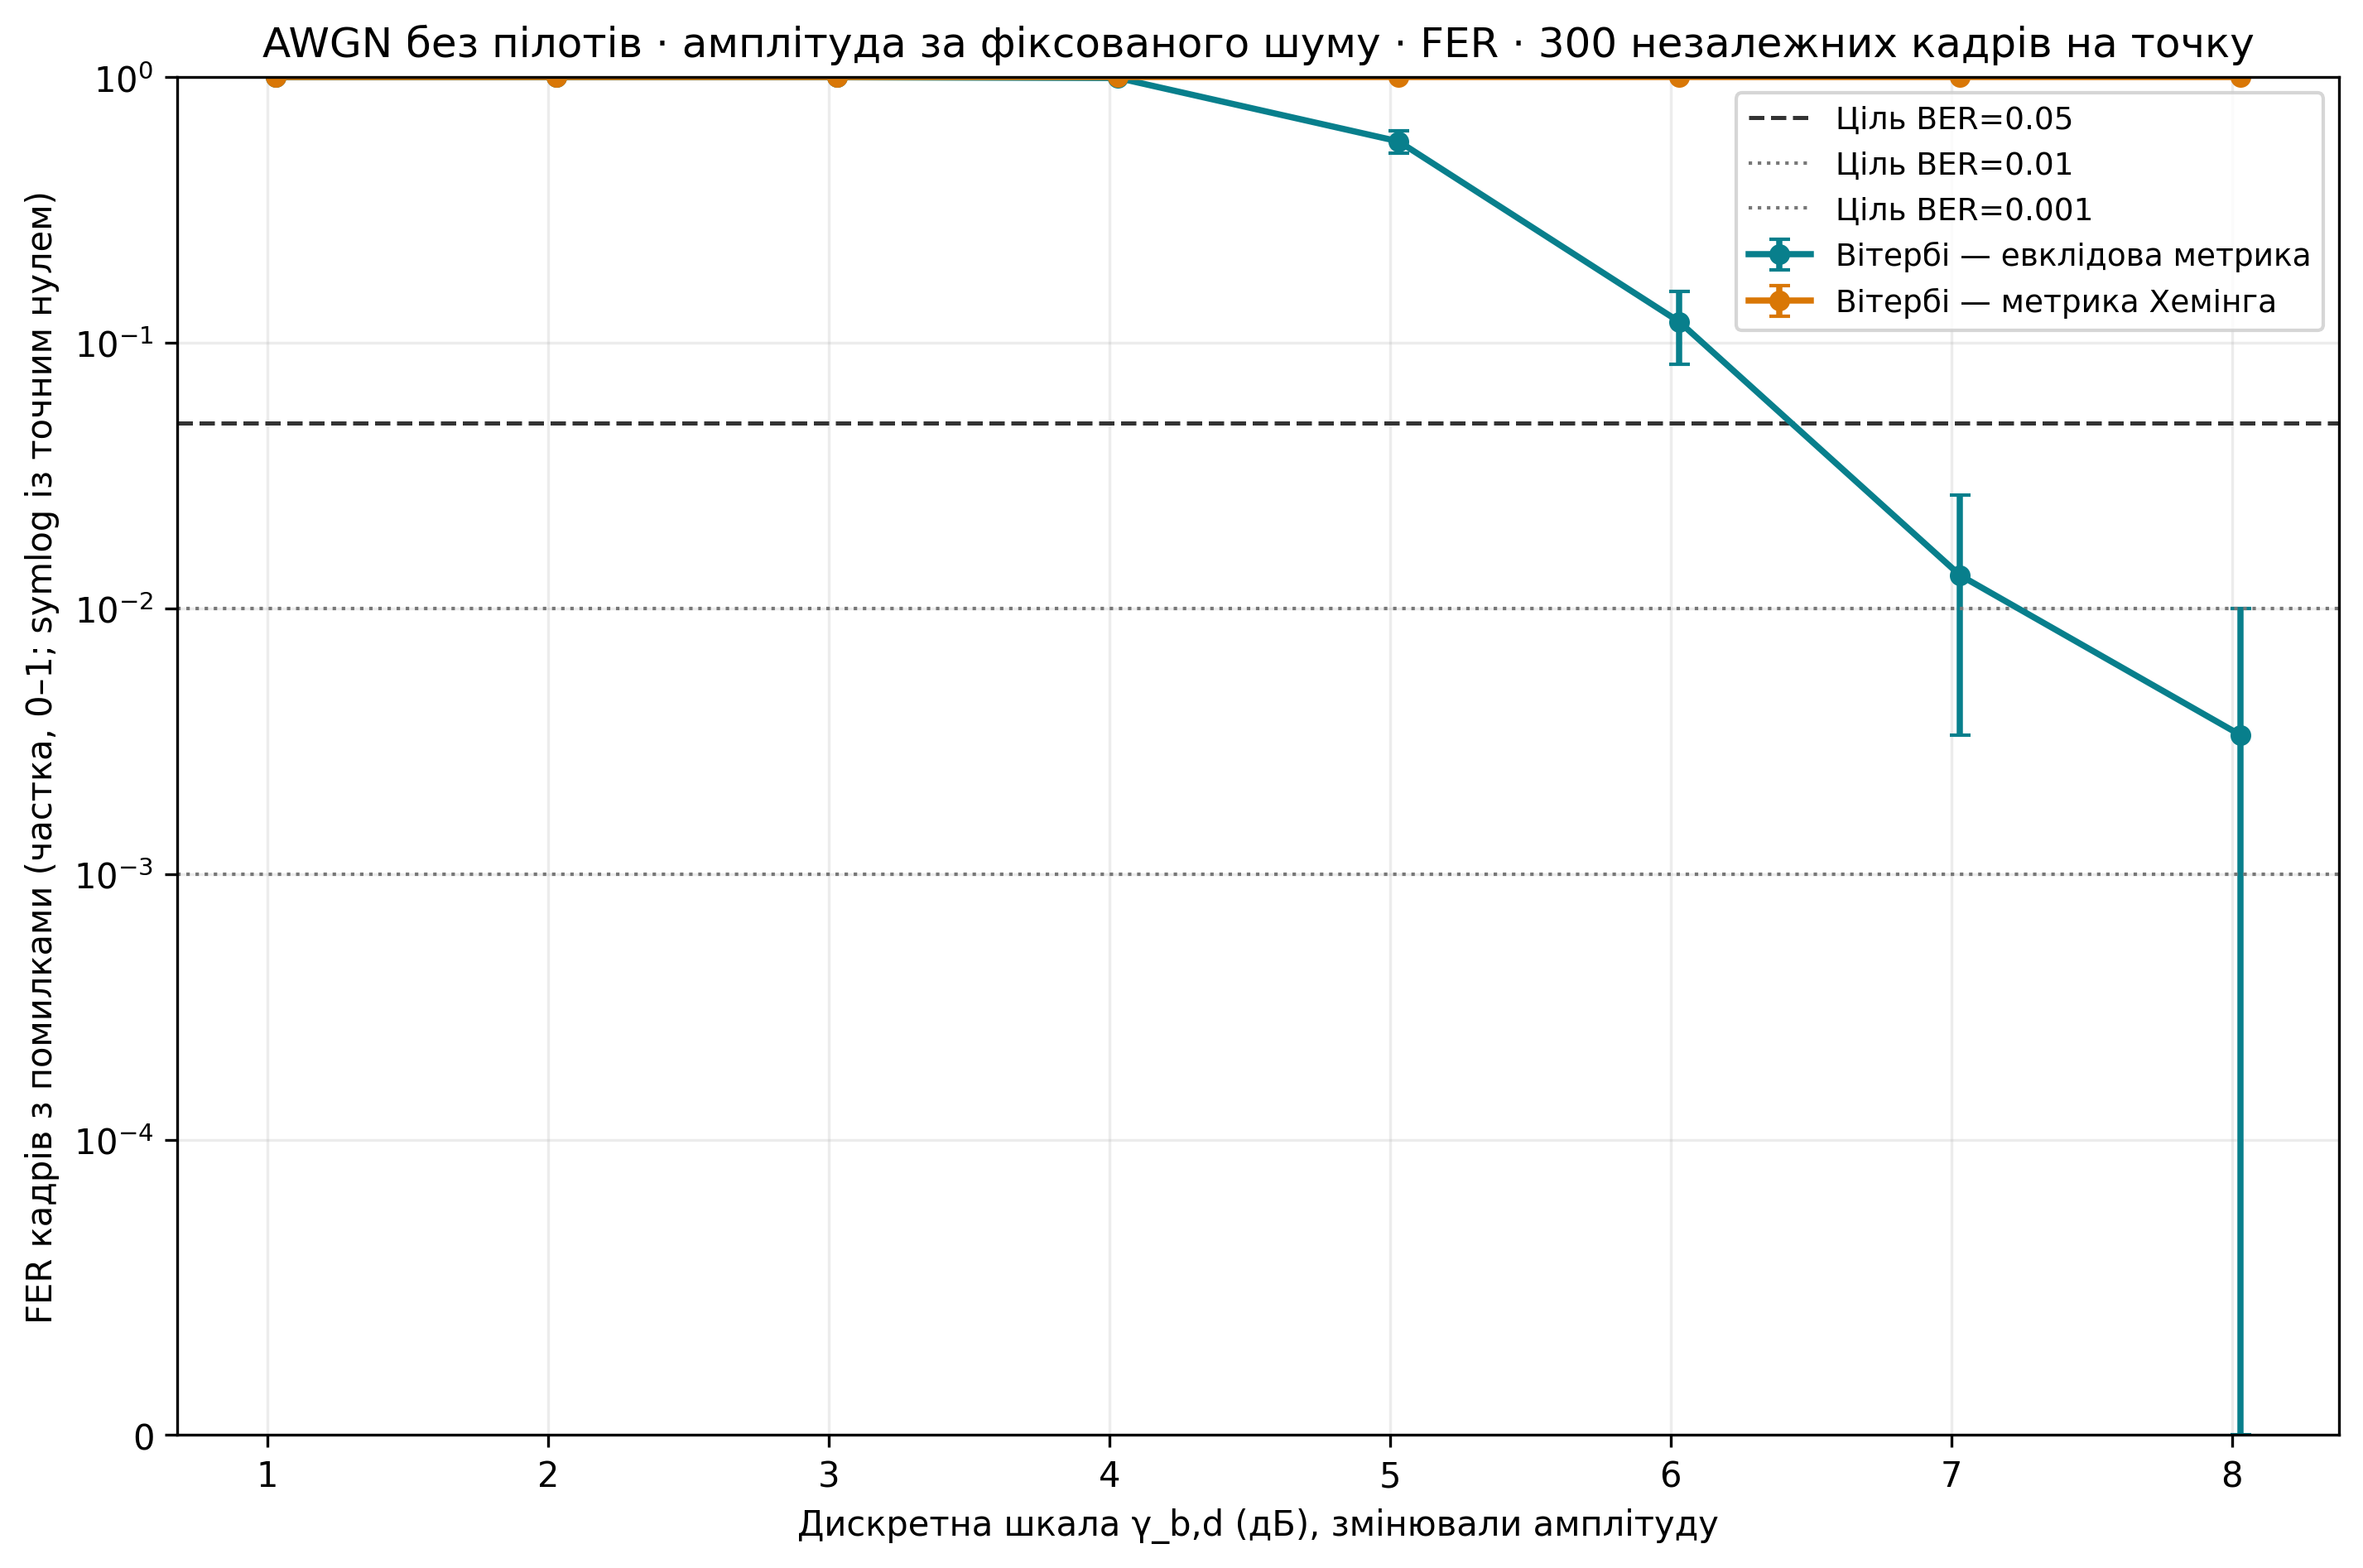 AWGN без пілотів · амплітуда за фіксованого шуму · FER · 300 незалежних кадрів на точку
FER кадрів з помилками (частка, 0–1; symlog із точним нулем)
10⁰
10⁻¹
10⁻²
10⁻³
10⁻⁴
0
Ціль BER=0.05
Ціль BER=0.01
Ціль BER=0.001
Вітербі — евклідова метрика
Вітербі — метрика Хемінга
1 2 3 4 5 6 7 8
Дискретна шкала γ_b,d (дБ), змінювали амплітуду